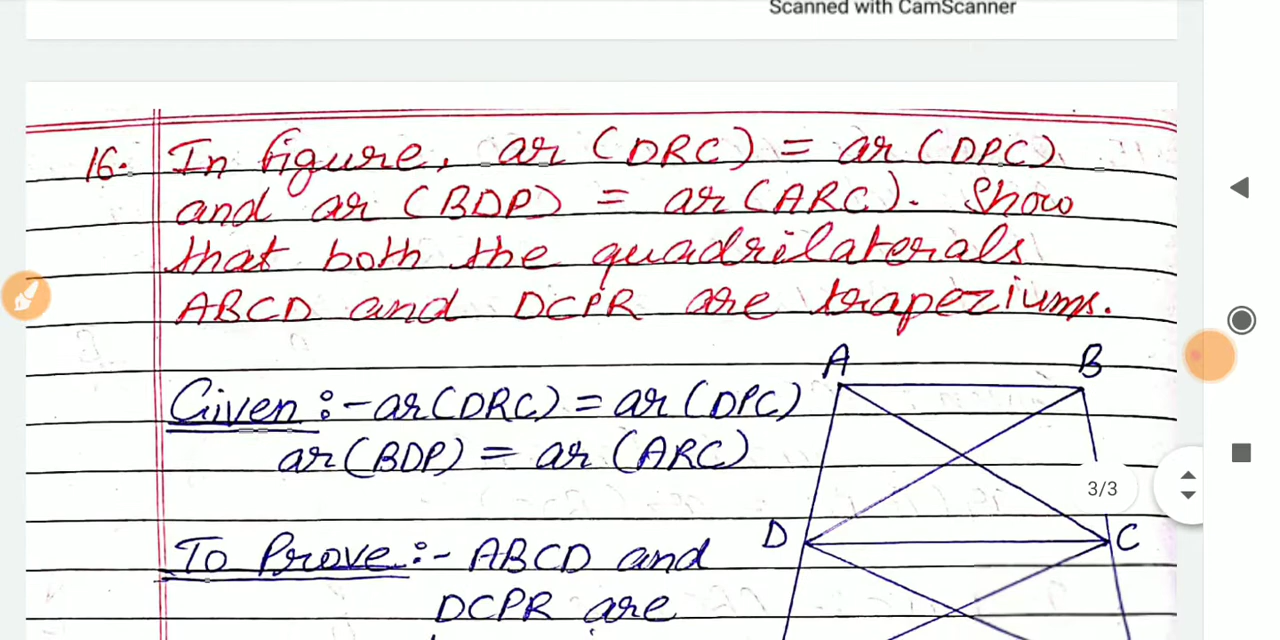 Scanned with CamScanner
16. In figure, ar (DRC) = ar (DPC)
and ar (BDP) = ar (ARC). Show
that both the quadrilaterals
ABCD and DCPR are trapeziums.
A B
Given :- ar (DRC) = ar (DPC)
ar (BDP) = ar (ARC)
3/3
D C
To Prove :- ABCD and
DCPR are